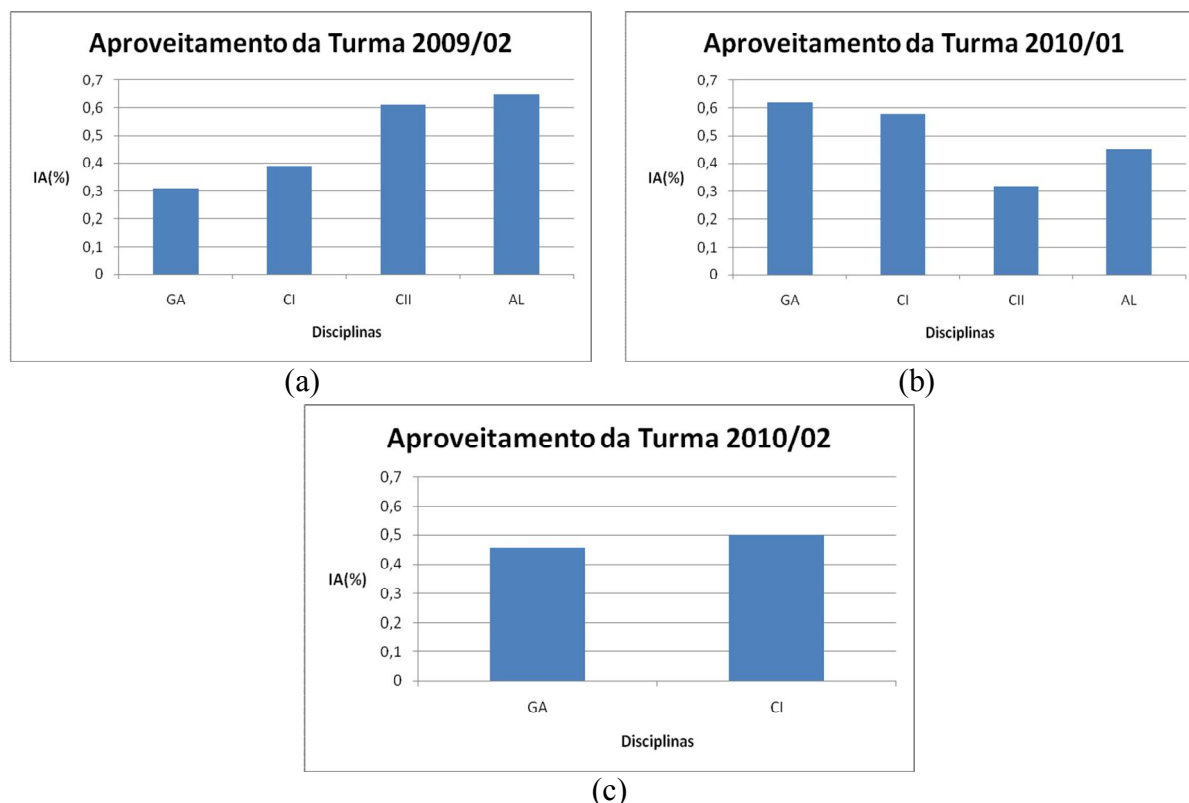 Aproveitamento da Turma 2009/02
0,7
0,6
0,5
0,4
IA(%)
0,3
0,2
0,1
0
GA CI CII AL
Disciplinas
(a)
Aproveitamento da Turma 2010/01
0,7
0,6
0,5
0,4
IA(%)
0,3
0,2
0,1
0
GA CI CII AL
Disciplinas
(b)
Aproveitamento da Turma 2010/02
0,7
0,6
0,5
0,4
IA(%)
0,3
0,2
0,1
0
GA CI
Disciplinas
(c)